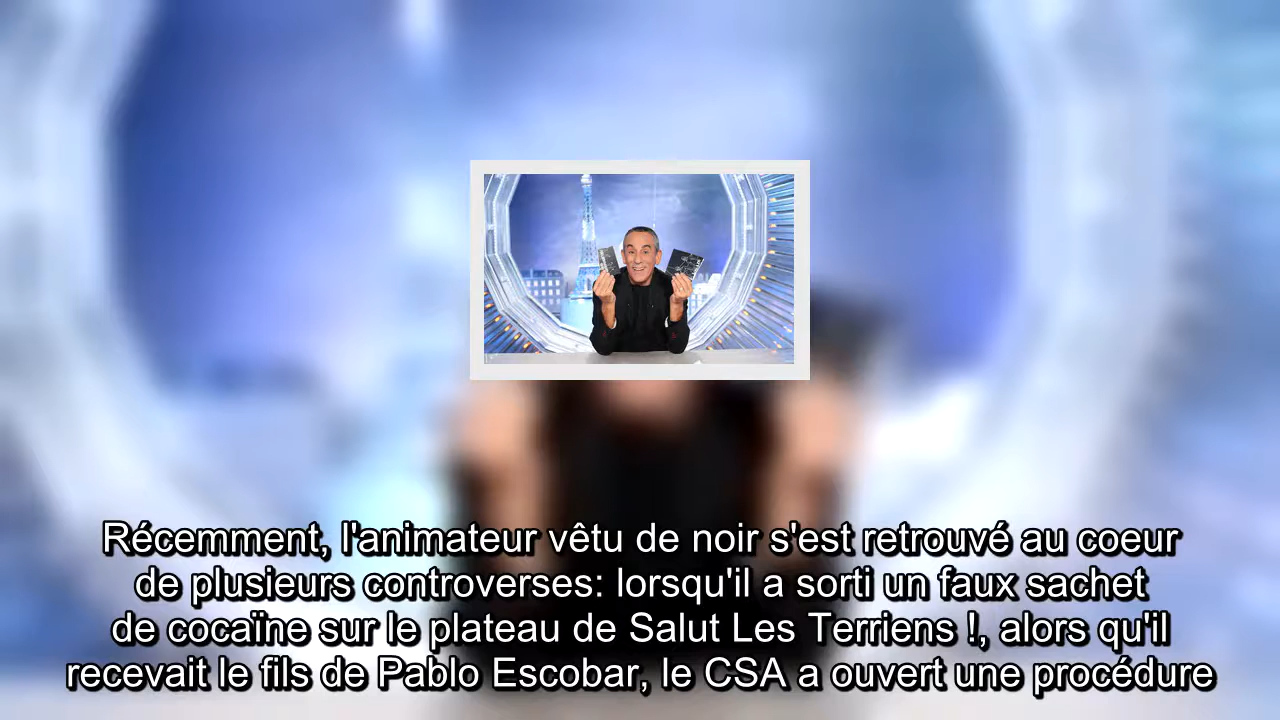 Récemment, l'animateur vêtu de noir s'est retrouvé au coeur
de plusieurs controverses: lorsqu'il a sorti un faux sachet
de cocaïne sur le plateau de Salut Les Terriens !, alors qu'il
recevait le fils de Pablo Escobar, le CSA a ouvert une procédure